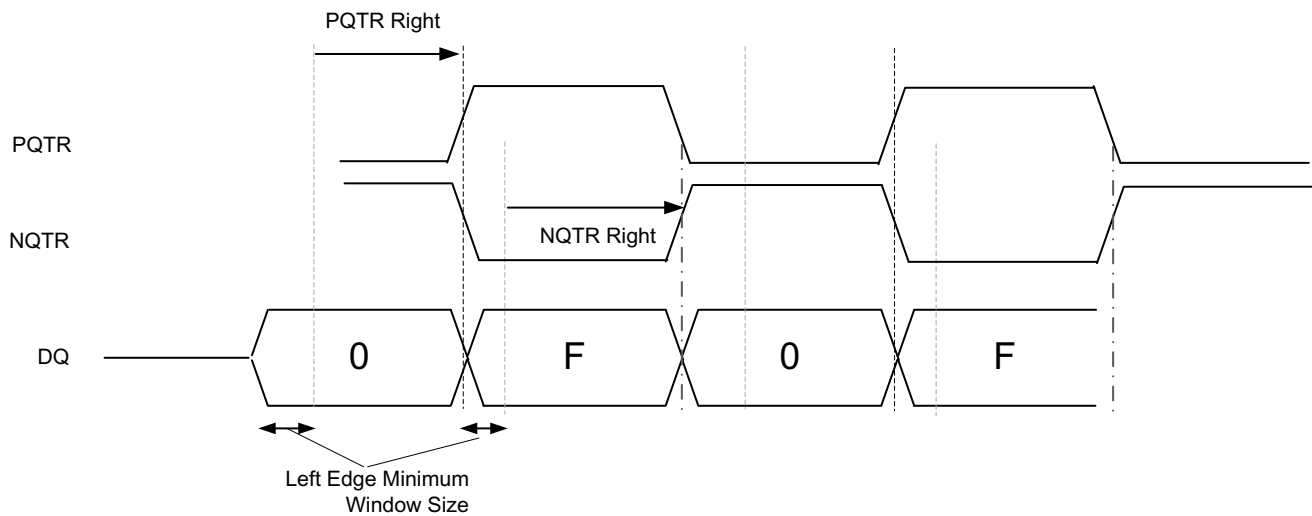 PQTR Right
PQTR
NQTR
NQTR Right
DQ
0
F
0
F
Left Edge Minimum
Window Size